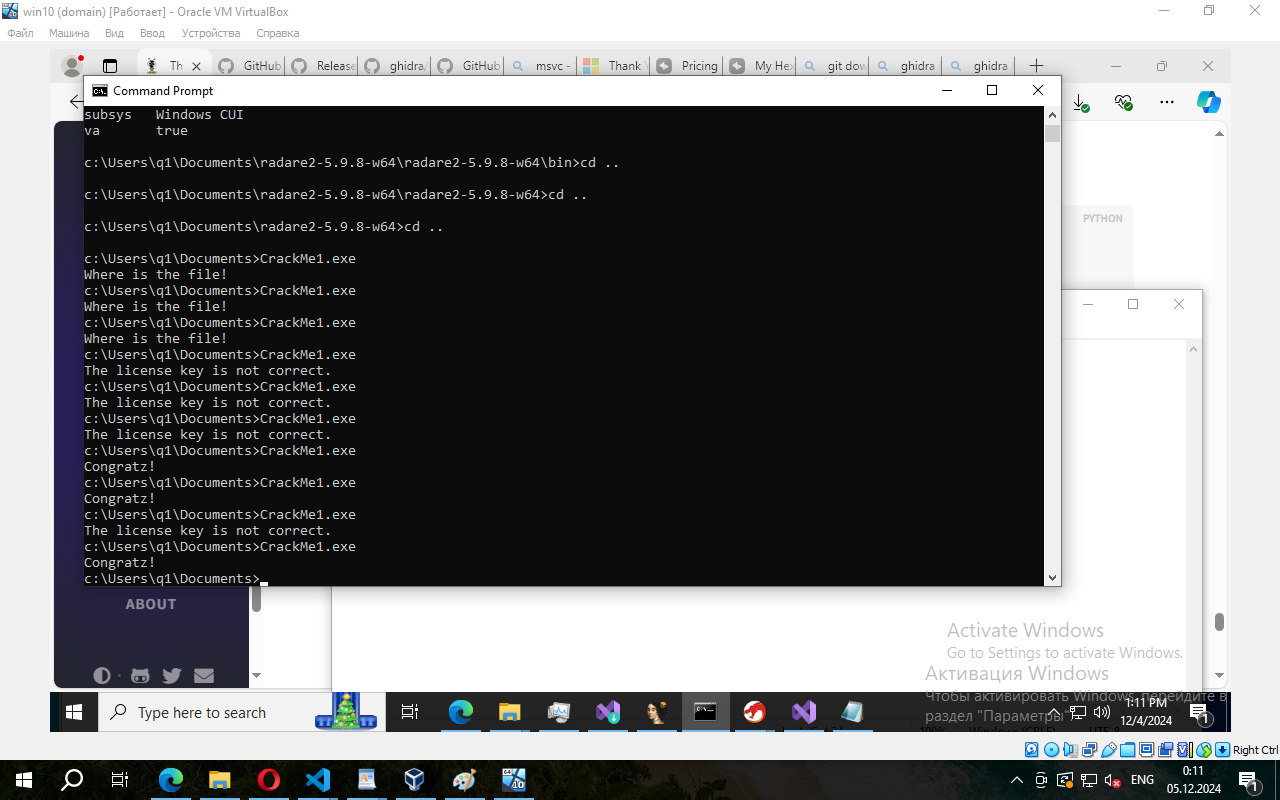 win10 (domain) [Работает] - Oracle VM VirtualBox
Файл Машина Вид Ввод Устройства Справка
Th GitHub Release ghidra/ GitHub msvc - Thank Y Pricing My Hex git dow ghidra ghidra
Command Prompt
subsys Windows CUI
va true
c:\Users\q1\Documents\radare2-5.9.8-w64\radare2-5.9.8-w64\bin>cd ..
c:\Users\q1\Documents\radare2-5.9.8-w64\radare2-5.9.8-w64>cd ..
c:\Users\q1\Documents\radare2-5.9.8-w64>cd ..
c:\Users\q1\Documents>CrackMe1.exe
Where is the file!
c:\Users\q1\Documents>CrackMe1.exe
Where is the file!
c:\Users\q1\Documents>CrackMe1.exe
Where is the file!
c:\Users\q1\Documents>CrackMe1.exe
The license key is not correct.
c:\Users\q1\Documents>CrackMe1.exe
The license key is not correct.
c:\Users\q1\Documents>CrackMe1.exe
The license key is not correct.
c:\Users\q1\Documents>CrackMe1.exe
Congratz!
c:\Users\q1\Documents>CrackMe1.exe
Congratz!
c:\Users\q1\Documents>CrackMe1.exe
The license key is not correct.
c:\Users\q1\Documents>CrackMe1.exe
Congratz!
c:\Users\q1\Documents>
PYTHON
ABOUT
Activate Windows
Go to Settings to activate Windows.
Активация Windows
Чтобы активировать Windows, перейдите в
раздел "Параметры"
Type here to search
1:11 PM
12/4/2024
1
Right Ctrl
ENG
0:11
05.12.2024
1